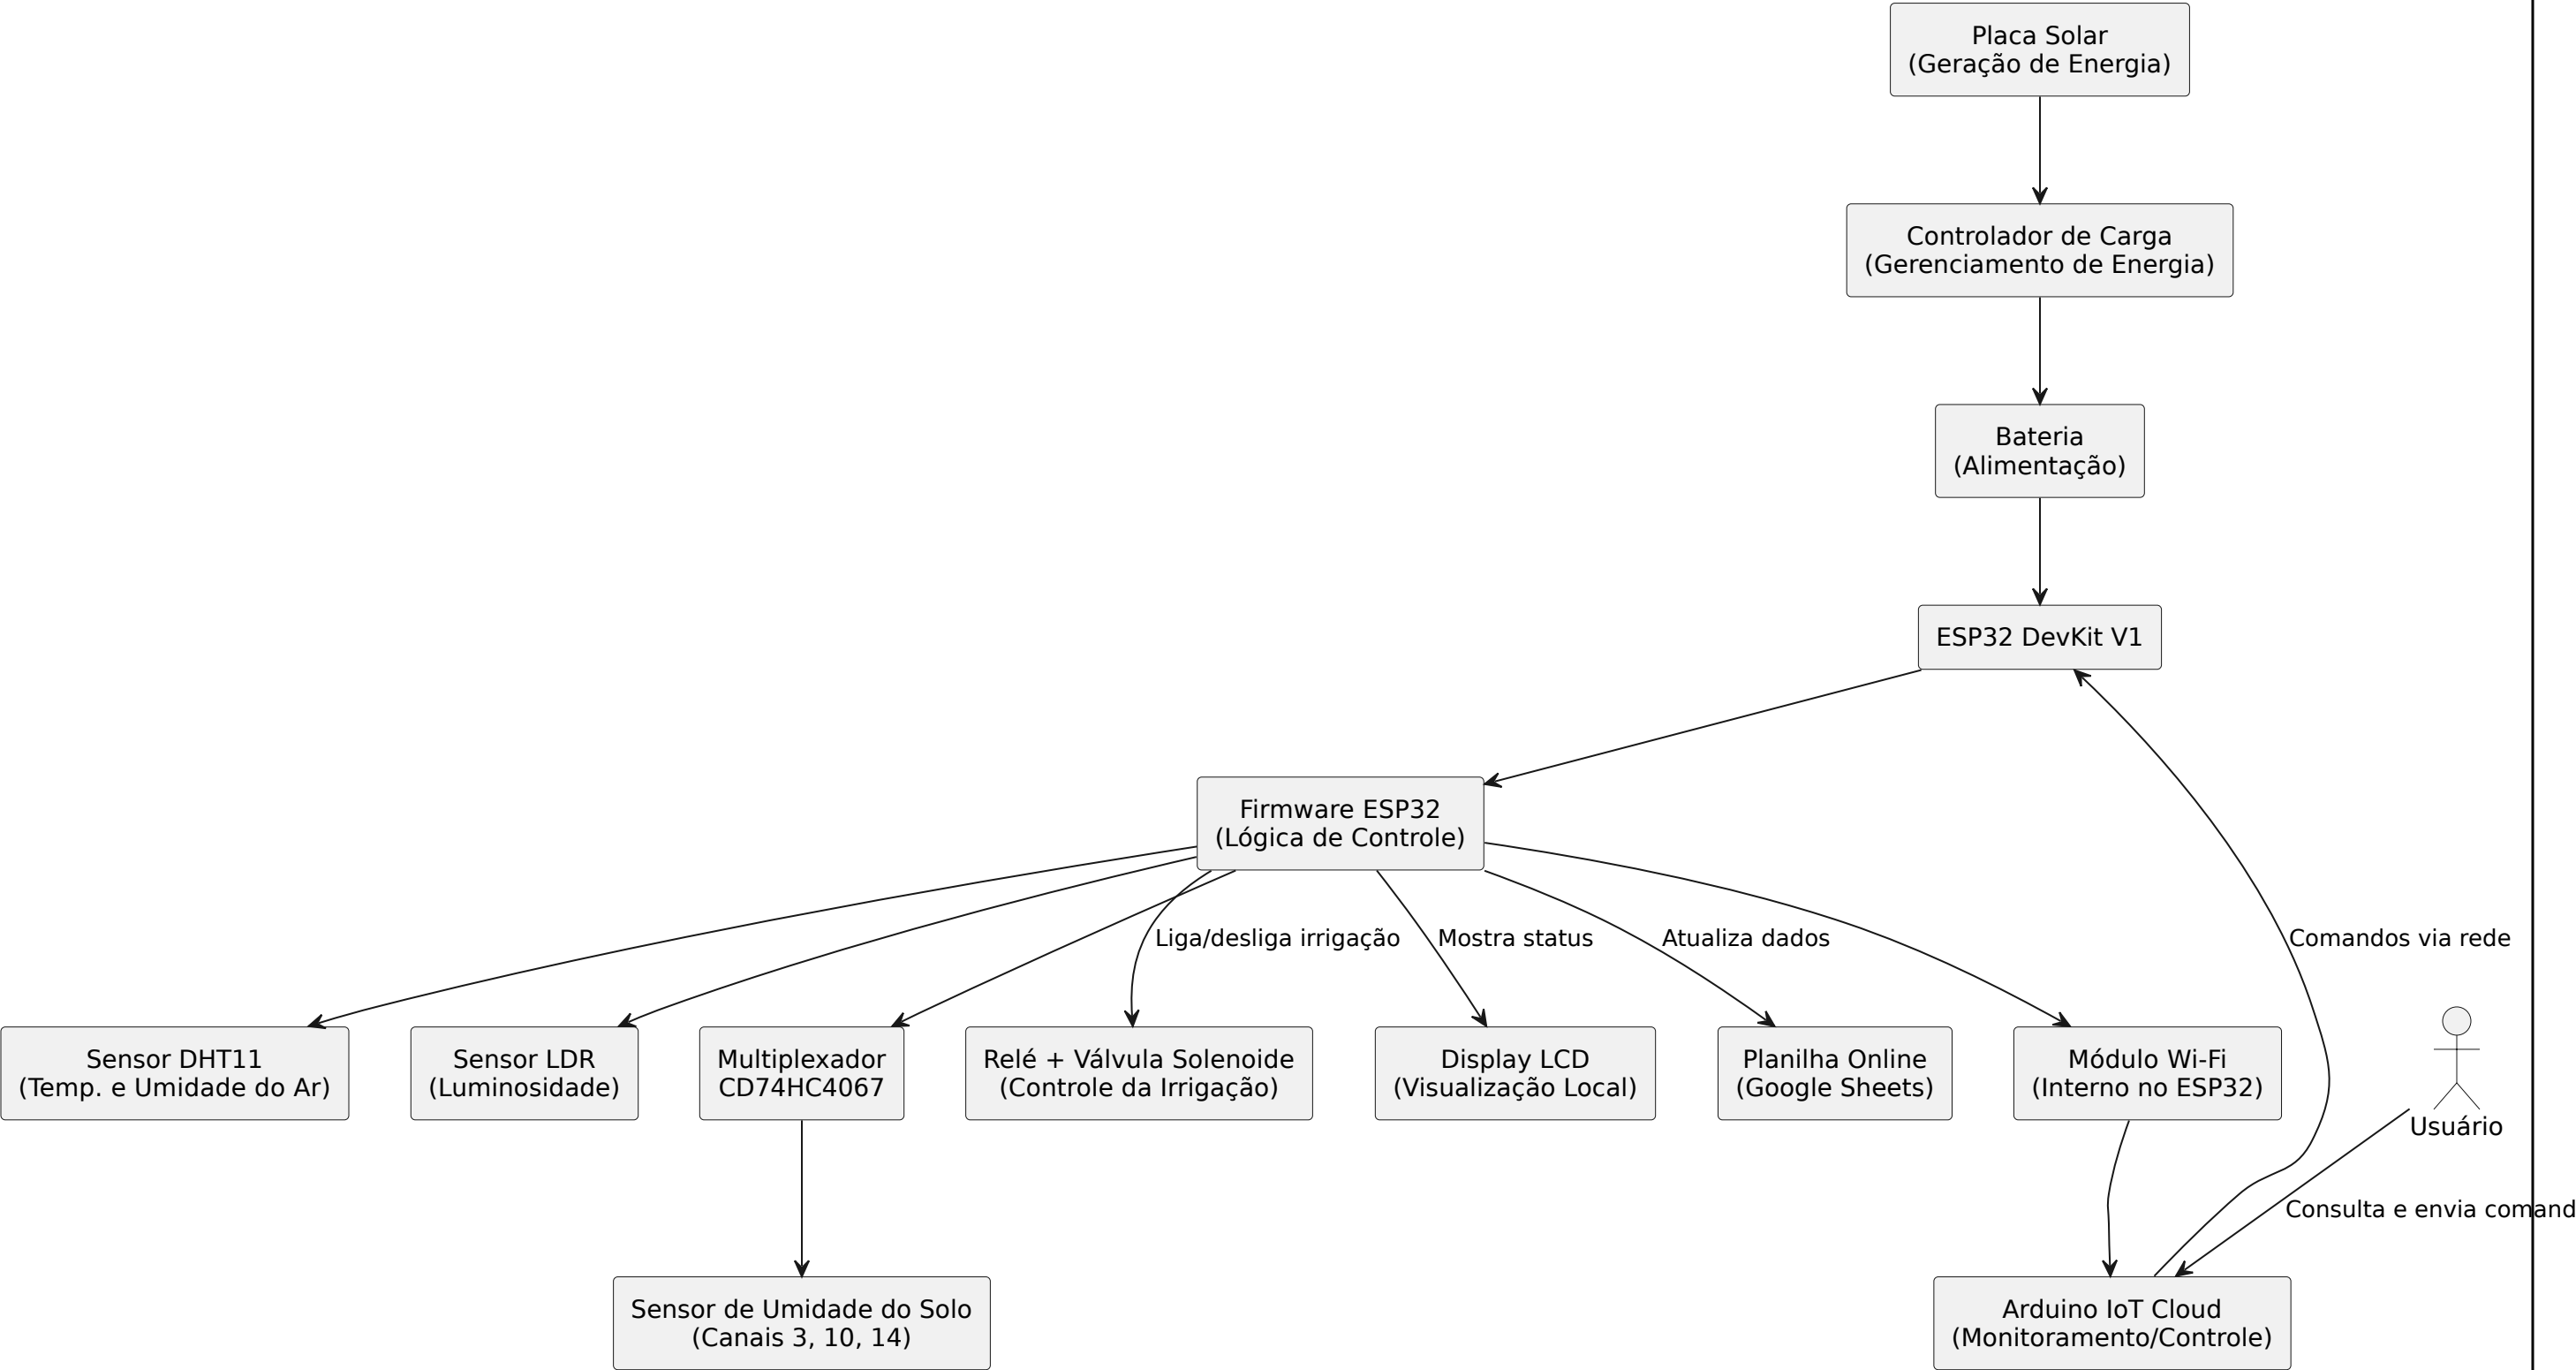 Placa Solar
(Geração de Energia)
Controlador de Carga
(Gerenciamento de Energia)
Bateria
(Alimentação)
ESP32 DevKit V1
Firmware ESP32
(Lógica de Controle)
Liga/desliga irrigação
Mostra status
Atualiza dados
Comandos via rede
Sensor DHT11
(Temp. e Umidade do Ar)
Sensor LDR
(Luminosidade)
Multiplexador
CD74HC4067
Relé + Válvula Solenoide
(Controle da Irrigação)
Display LCD
(Visualização Local)
Planilha Online
(Google Sheets)
Módulo Wi-Fi
(Interno no ESP32)
Usuário
Consulta e envia comand
Sensor de Umidade do Solo
(Canais 3, 10, 14)
Arduino IoT Cloud
(Monitoramento/Controle)